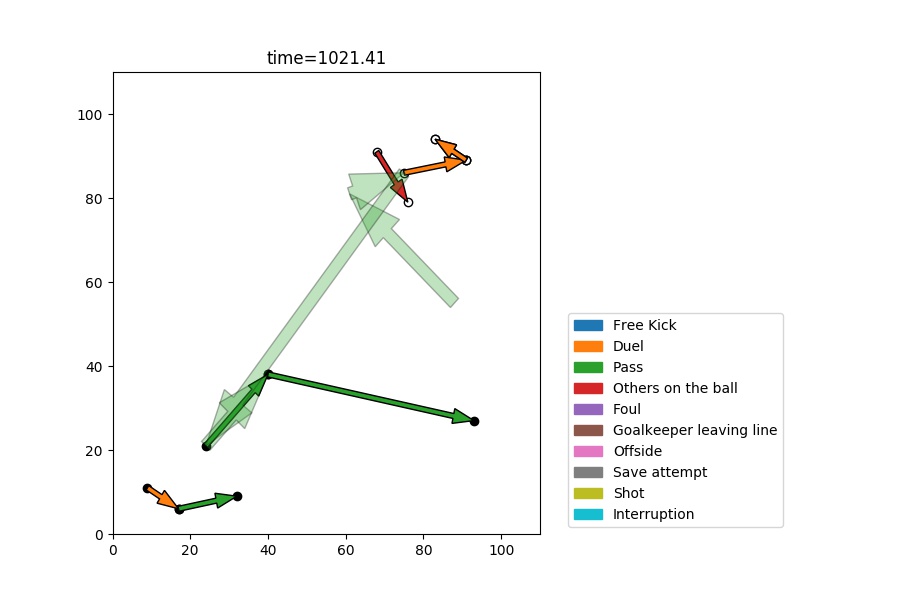 time=1021.41
100
80
60
40
20
0
0 20 40 60 80 100
Free Kick
Duel
Pass
Others on the ball
Foul
Goalkeeper leaving line
Offside
Save attempt
Shot
Interruption